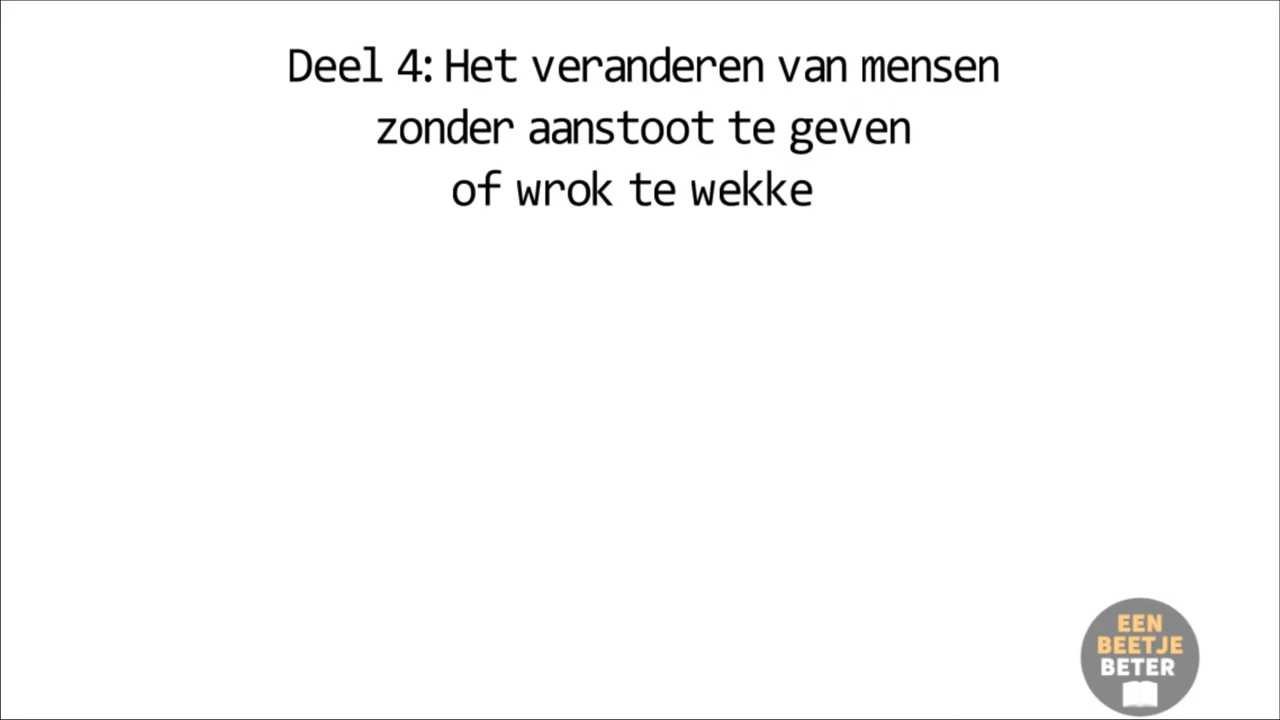 Deel 4: Het veranderen van mensen
zonder aanstoot te geven
of wrok te wekke
EEN
BEETJE
BETER